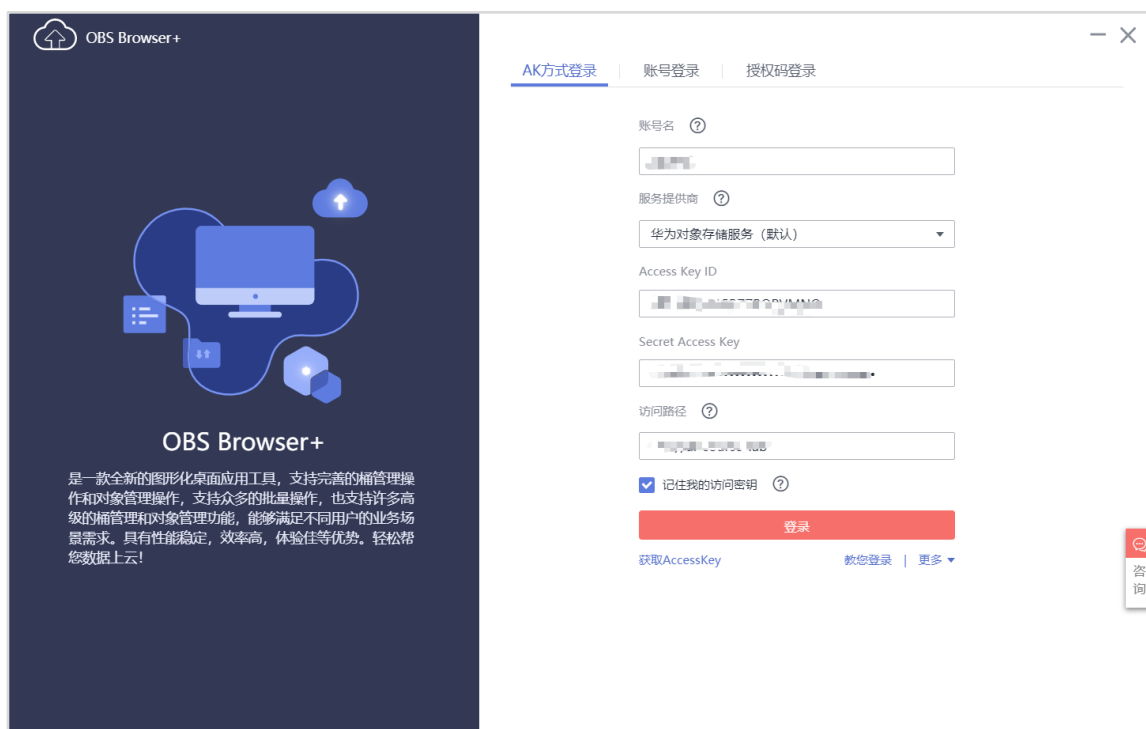 OBS Browser+
AK方式登录
账号登录
授权码登录
账号名
服务提供商
华为对象存储服务（默认）
Access Key ID
Secret Access Key
访问路径
记住我的访问密钥
登录
获取AccessKey
教您登录 | 更多
OBS Browser+
是一款全新的图形化桌面应用工具，支持完善的桶管理操
作和对象管理操作，支持众多的批量操作，也支持许多高
级的桶管理和对象管理功能，能够满足不同用户的业务场
景需求。具有性能稳定，效率高，体验佳等优势。轻松帮
您数据上云！
咨
询